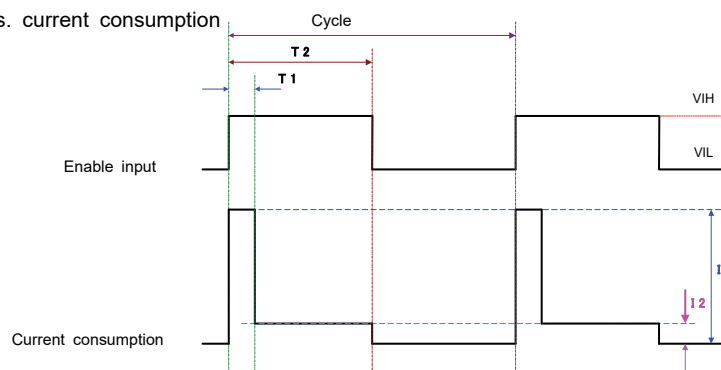 s. current consumption
Cycle
T 2
T 1
VIH
VIL
Enable input
I 2
Current consumption